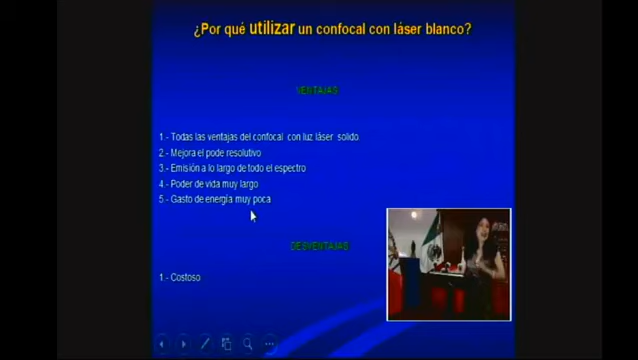 ¿Por qué utilizar un confocal con láser blanco?
VENTAJAS
1.- Todas las ventajas del confocal con luz láser solido.
2.- Mejora el pode resolutivo
3.- Emisión a lo largo de todo el espectro
4.- Poder de vida muy largo
5.- Gasto de energía muy poca
DESVENTAJAS
1.- Costoso